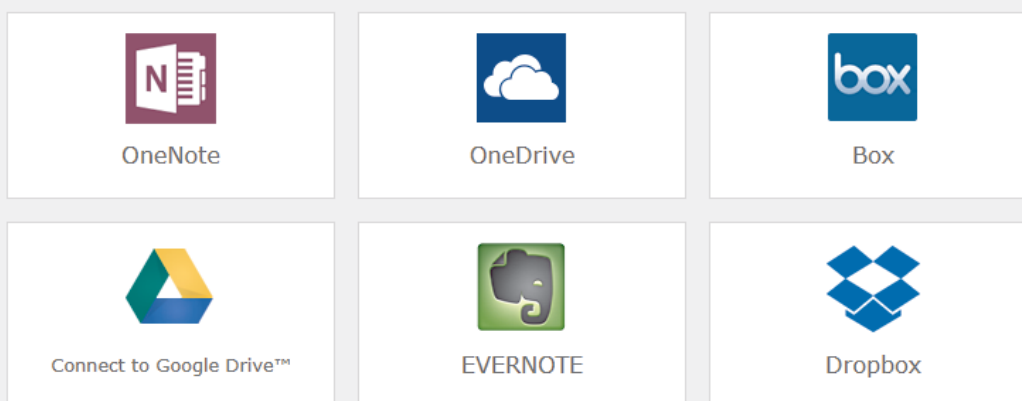 N
OneNote
OneDrive
box
Box
Connect to Google Drive™
EVERNOTE
Dropbox